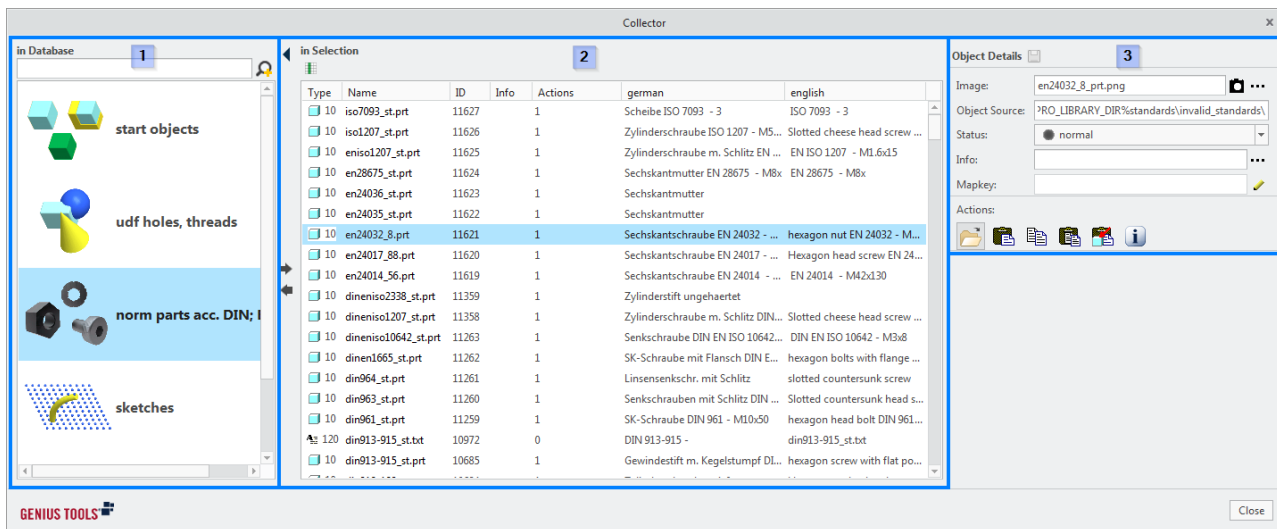 Collector
x
in Database
1
start objects
udf holes, threads
norm parts acc. DIN;
sketches
in Selection
2
Type Name ID Info Actions german english
10 iso7093_st.prt 11627 1 Scheibe ISO 7093 - 3 ISO 7093 - 3
10 iso1207_st.prt 11626 1 Zylinderschraube ISO 1207 - M5... Slotted cheese head screw ...
10 eniso1207_st.prt 11625 1 Zylinderschraube m. Schlitz EN ... EN ISO 1207 - M1.6x15
10 en28675_st.prt 11624 1 Sechskantmutter EN 28675 - M8x EN 28675 - M8x
10 en24036_st.prt 11623 1 Sechskantmutter
10 en24035_st.prt 11622 1 Sechskantmutter
10 en24032_8.prt 11621 1 Sechskantschraube EN 24032 - ... hexagon nut EN 24032 - M...
10 en24017_88.prt 11620 1 Sechskantschraube EN 24017 - ... Hexagon head screw EN 24...
10 en24014_56.prt 11619 1 Sechskantschraube EN 24014 - ... EN 24014 - M42x130
10 dineniso2338_st.prt 11359 1 Zylinderstift ungehaertet
10 dineniso1207_st.prt 11358 1 Zylinderschraube m. Schlitz DIN... Slotted cheese head screw ...
10 dineniso10642_st.prt 11263 1 Senkschraube DIN EN ISO 10642... DIN EN ISO 10642 - M3x8
10 dinen1665_st.prt 11262 1 SK-Schraube mit Flansch DIN E... hexagon bolts with flange ...
10 din964_st.prt 11261 1 Linsensenkschr. mit Schlitz slotted countersunk screw
10 din963_st.prt 11260 1 Senkschrauben mit Schlitz DIN ... Slotted countersunk head s...
10 din961_st.prt 11259 1 SK-Schraube DIN 961 - M10x50 hexagon head bolt DIN 961...
120 din913-915_st.txt 10972 0 DIN 913-915 - din913-915_st.txt
10 din913-915_st.prt 10685 1 Gewindestift m. Kegelstumpf DI... hexagon screw with flat po...
Object Details
3
Image: en24032_8_prt.png ...
Object Source: PRO_LIBRARY_DIR%standards\invalid_standards\
Status: normal
Info: ...
Mapkey:
Actions:
GENIUS TOOLS
Close